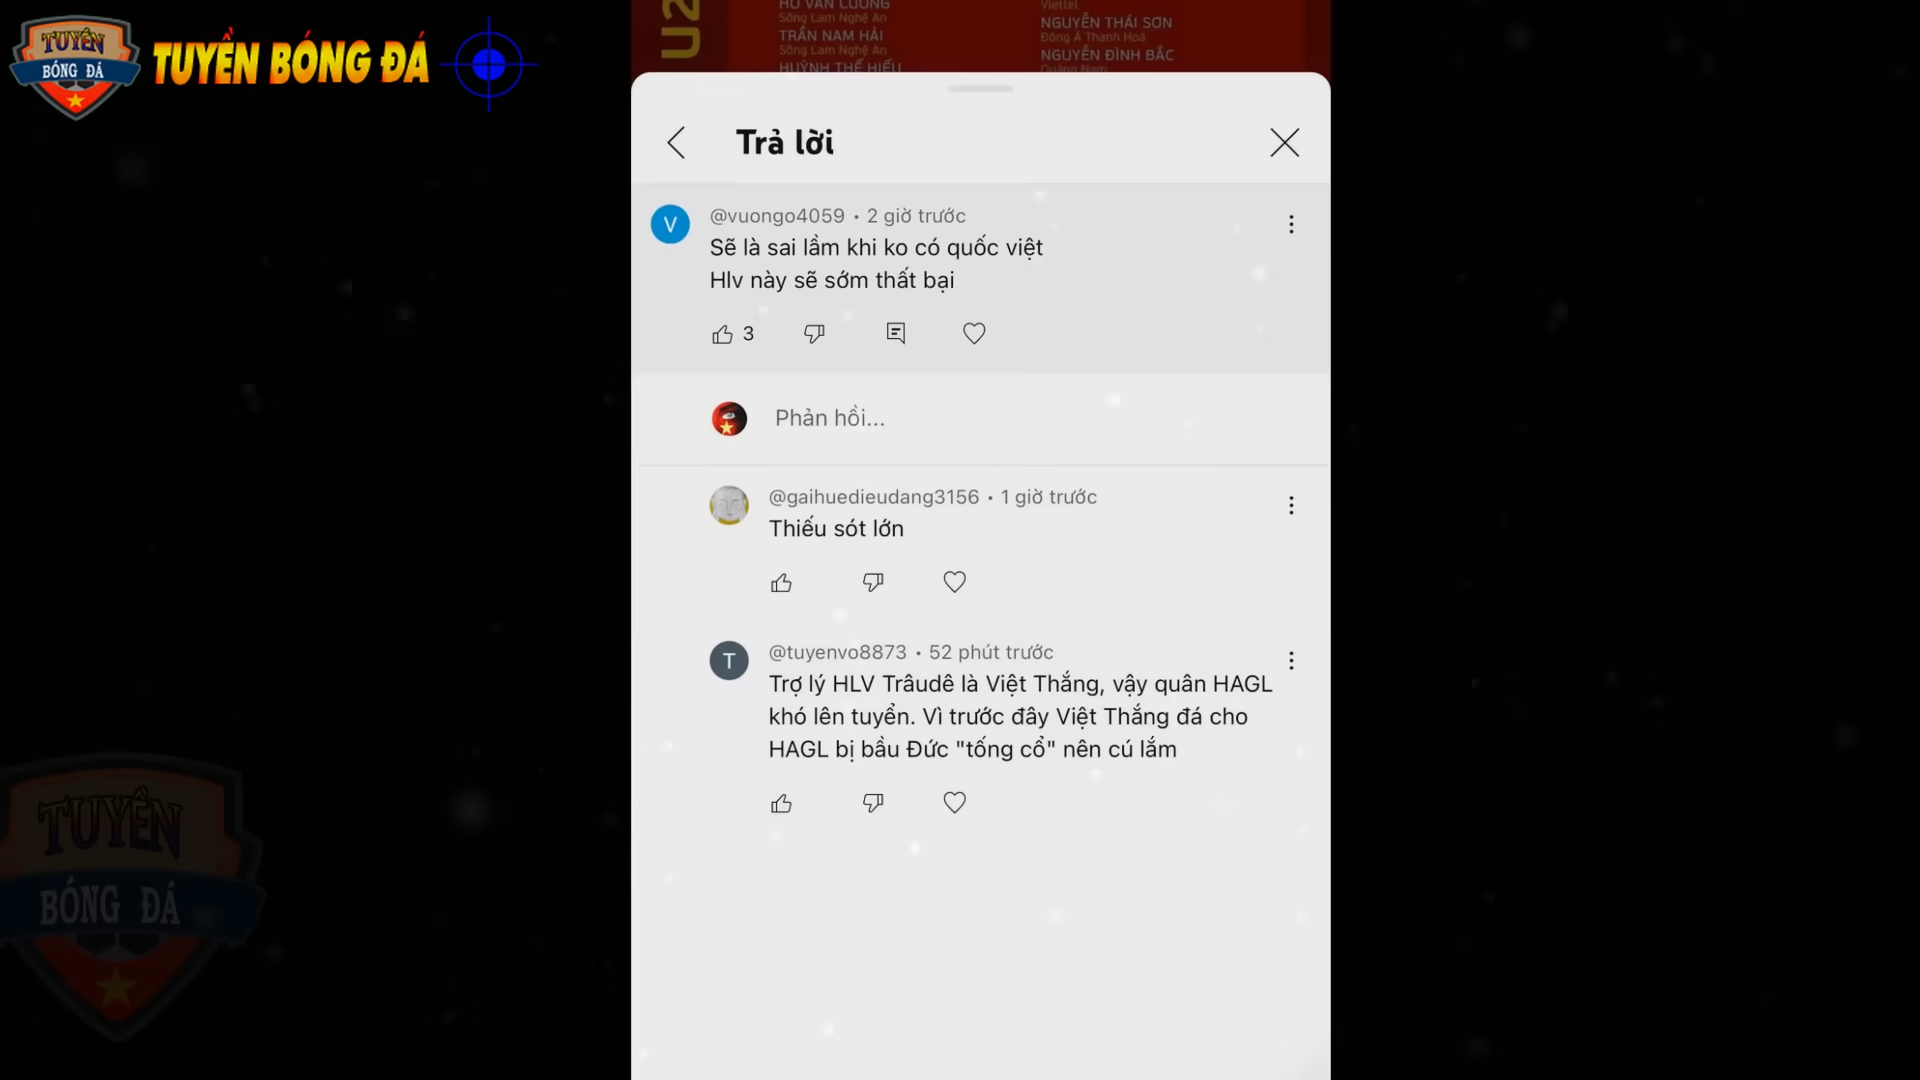 TUYỀN
BÓNG ĐÁ
TUYỀN BÓNG ĐÁ
U2
HỒ VĂN CƯỜNG
Sông Lam Nghệ An
TRẦN NAM HẢI
Sông Lam Nghệ An
HUỲNH THẾ HIẾU
Viettel
NGUYỄN THÁI SƠN
Đông Á Thanh Hoá
NGUYỄN ĐÌNH BẮC
Quảng Nam
Trả lời
V
@vuongo4059 • 2 giờ trước
Sẽ là sai lầm khi ko có quốc việt
Hlv này sẽ sớm thất bại
3
Phản hồi...
@gaihuedieudang3156 • 1 giờ trước
Thiếu sót lớn
T
@tuyenvo8873 • 52 phút trước
Trợ lý HLV Trâudê là Việt Thắng, vậy quân HAGL
khó lên tuyển. Vì trước đây Việt Thắng đá cho
HAGL bị bầu Đức "tống cổ" nên cú lắm
TUYỀN
BÓNG ĐÁ